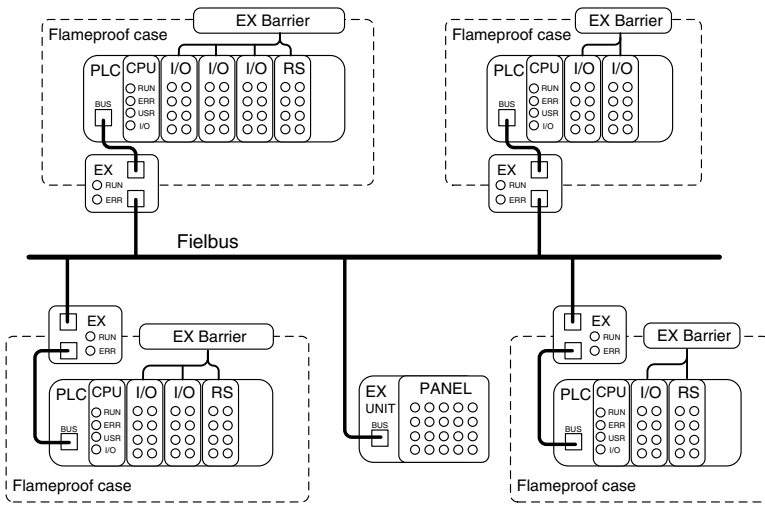 EX Barrier
Flameproof case
PLC CPU I/O I/O I/O RS
BUS
RUN
ERR
USR
I/O
EX
RUN
ERR
EX Barrier
Flameproof case
PLC CPU I/O I/O
BUS
RUN
ERR
USR
I/O
EX
RUN
ERR
Fielbus
EX
RUN
ERR
EX Barrier
PLC CPU I/O I/O RS
BUS
RUN
ERR
USR
I/O
Flameproof case
EX UNIT
BUS
PANEL
EX
RUN
ERR
EX Barrier
PLC CPU I/O RS
BUS
RUN
ERR
USR
I/O
Flameproof case